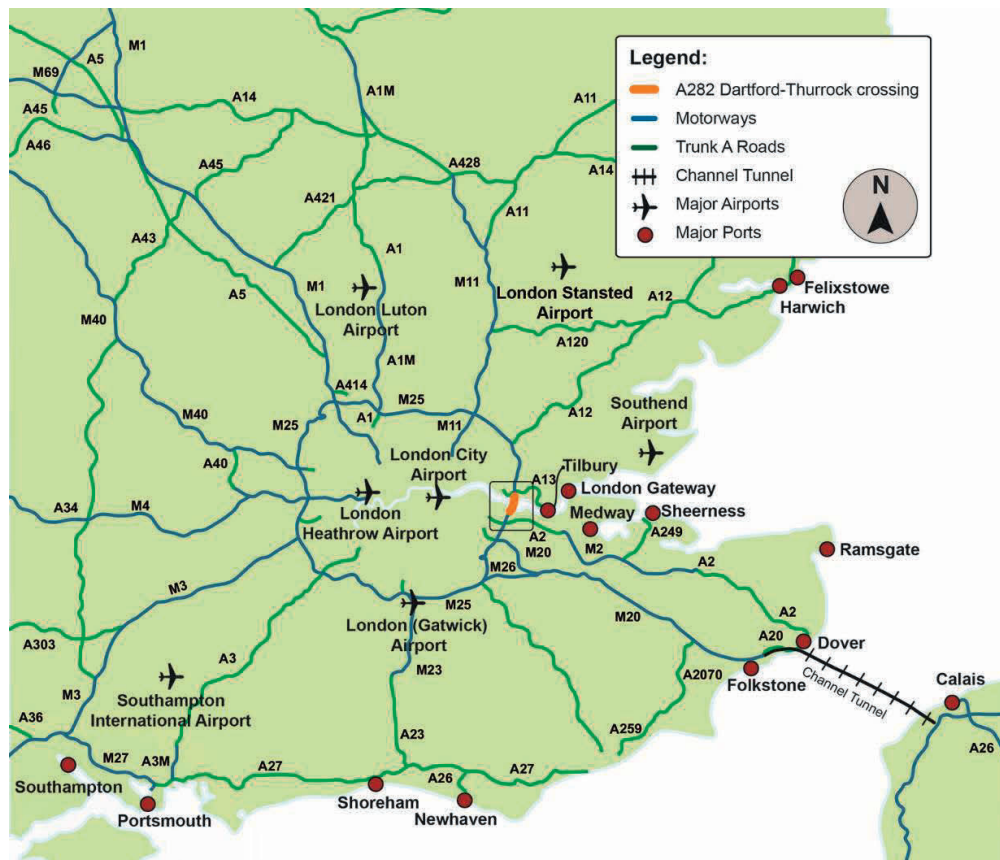 Legend:
A282 Dartford-Thurrock crossing
Motorways
Trunk A Roads
Channel Tunnel
Major Airports
Major Ports
N
M1
A5
M69
A45
A46
A14
A1M
A11
A14
A45
A428
A421
A11
A43
A1
A5
M1
M11
London Stansted
Airport
London Luton
Airport
A12
Felixstowe
Harwich
M40
A120
A1M
A414
M25
A1
M11
A12
Southend
Airport
M40
M25
A40
London City
Airport
A13
Tilbury
London Gateway
A34
M4
London
Heathrow Airport
Medway
Sheerness
A2
M2
A249
M20
M26
A2
Ramsgate
M3
M25
London (Gatwick)
Airport
M20
A2
A20
Dover
A303
A3
M23
A2070
Folkstone
Channel Tunnel
Calais
M3
Southampton
International Airport
A36
A23
A259
A26
M27
A3M
A27
A26
A27
Southampton
Portsmouth
Shoreham
Newhaven